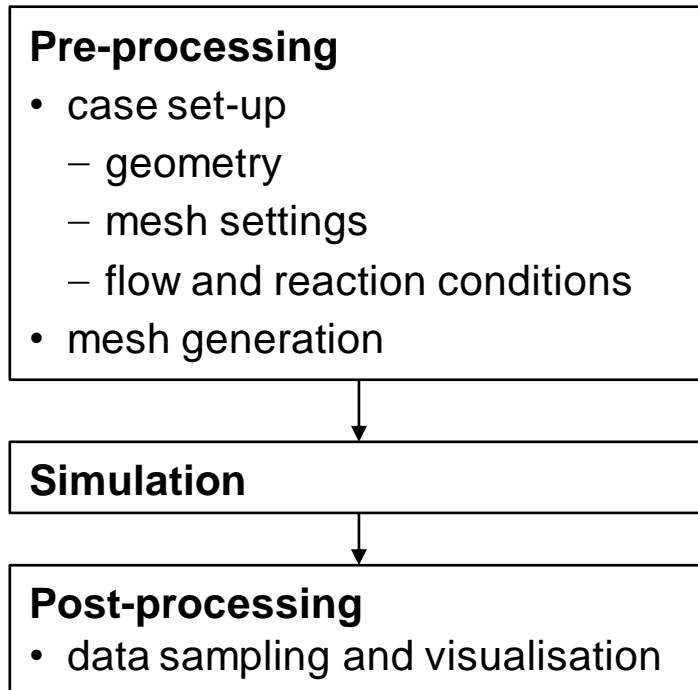 Pre-processing
• case set-up
– geometry
– mesh settings
– flow and reaction conditions
• mesh generation
Simulation
Post-processing
• data sampling and visualisation